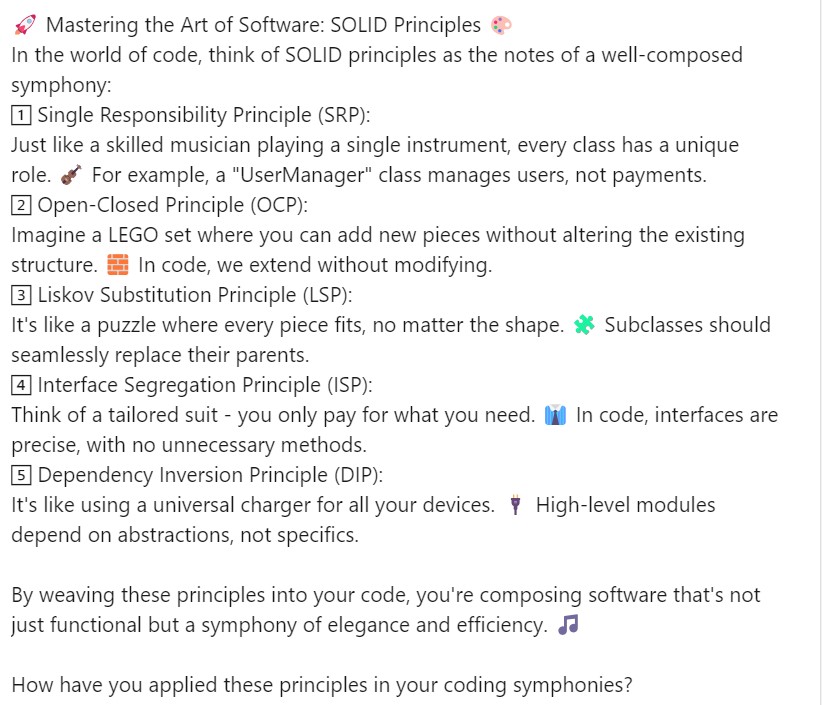 🚀 Mastering the Art of Software: SOLID Principles 🎨
In the world of code, think of SOLID principles as the notes of a well-composed
symphony:
1️⃣ Single Responsibility Principle (SRP):
Just like a skilled musician playing a single instrument, every class has a unique
role. 🎻 For example, a "UserManager" class manages users, not payments.
2️⃣ Open-Closed Principle (OCP):
Imagine a LEGO set where you can add new pieces without altering the existing
structure. 🧱 In code, we extend without modifying.
3️⃣ Liskov Substitution Principle (LSP):
It's like a puzzle where every piece fits, no matter the shape. 🧩 Subclasses should
seamlessly replace their parents.
4️⃣ Interface Segregation Principle (ISP):
Think of a tailored suit - you only pay for what you need. 👔 In code, interfaces are
precise, with no unnecessary methods.
5️⃣ Dependency Inversion Principle (DIP):
It's like using a universal charger for all your devices. 🔌 High-level modules
depend on abstractions, not specifics.
By weaving these principles into your code, you're composing software that's not
just functional but a symphony of elegance and efficiency. 🎵
How have you applied these principles in your coding symphonies?